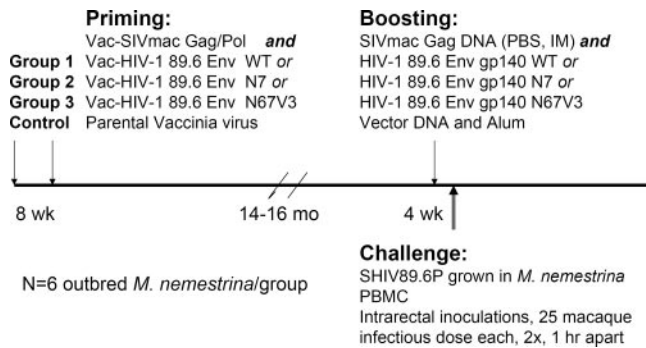 Priming:
Vac-SIVmac Gag/Pol and
Group 1 Vac-HIV-1 89.6 Env WT or
Group 2 Vac-HIV-1 89.6 Env N7 or
Group 3 Vac-HIV-1 89.6 Env N67V3
Control Parental Vaccinia virus
Boosting:
SIVmac Gag DNA (PBS, IM) and
HIV-1 89.6 Env gp140 WT or
HIV-1 89.6 Env gp140 N7 or
HIV-1 89.6 Env gp140 N67V3
Vector DNA and Alum
8 wk 14-16 mo 4 wk
N=6 outbred M. nemestrina/group
Challenge:
SHIV89.6P grown in M. nemestrina
PBMC
Intrarectal inoculations, 25 macaque
infectious dose each, 2x, 1 hr apart